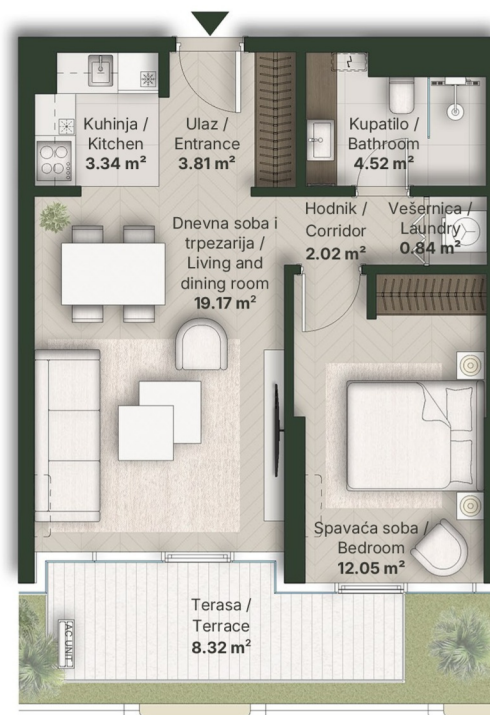 Kuhinja /
Kitchen
3.34 m²
Ulaz /
Entrance
3.81 m²
Kupatilo /
Bathroom
4.52 m²
Dnevna soba i
trpezarija /
Living and
dining room
19.17 m²
Hodnik /
Corridor
2.02 m²
Vešernica /
Laundry
0.84 m²
Spavaća soba /
Bedroom
12.05 m²
Terasa /
Terrace
8.32 m²
AC UNIT